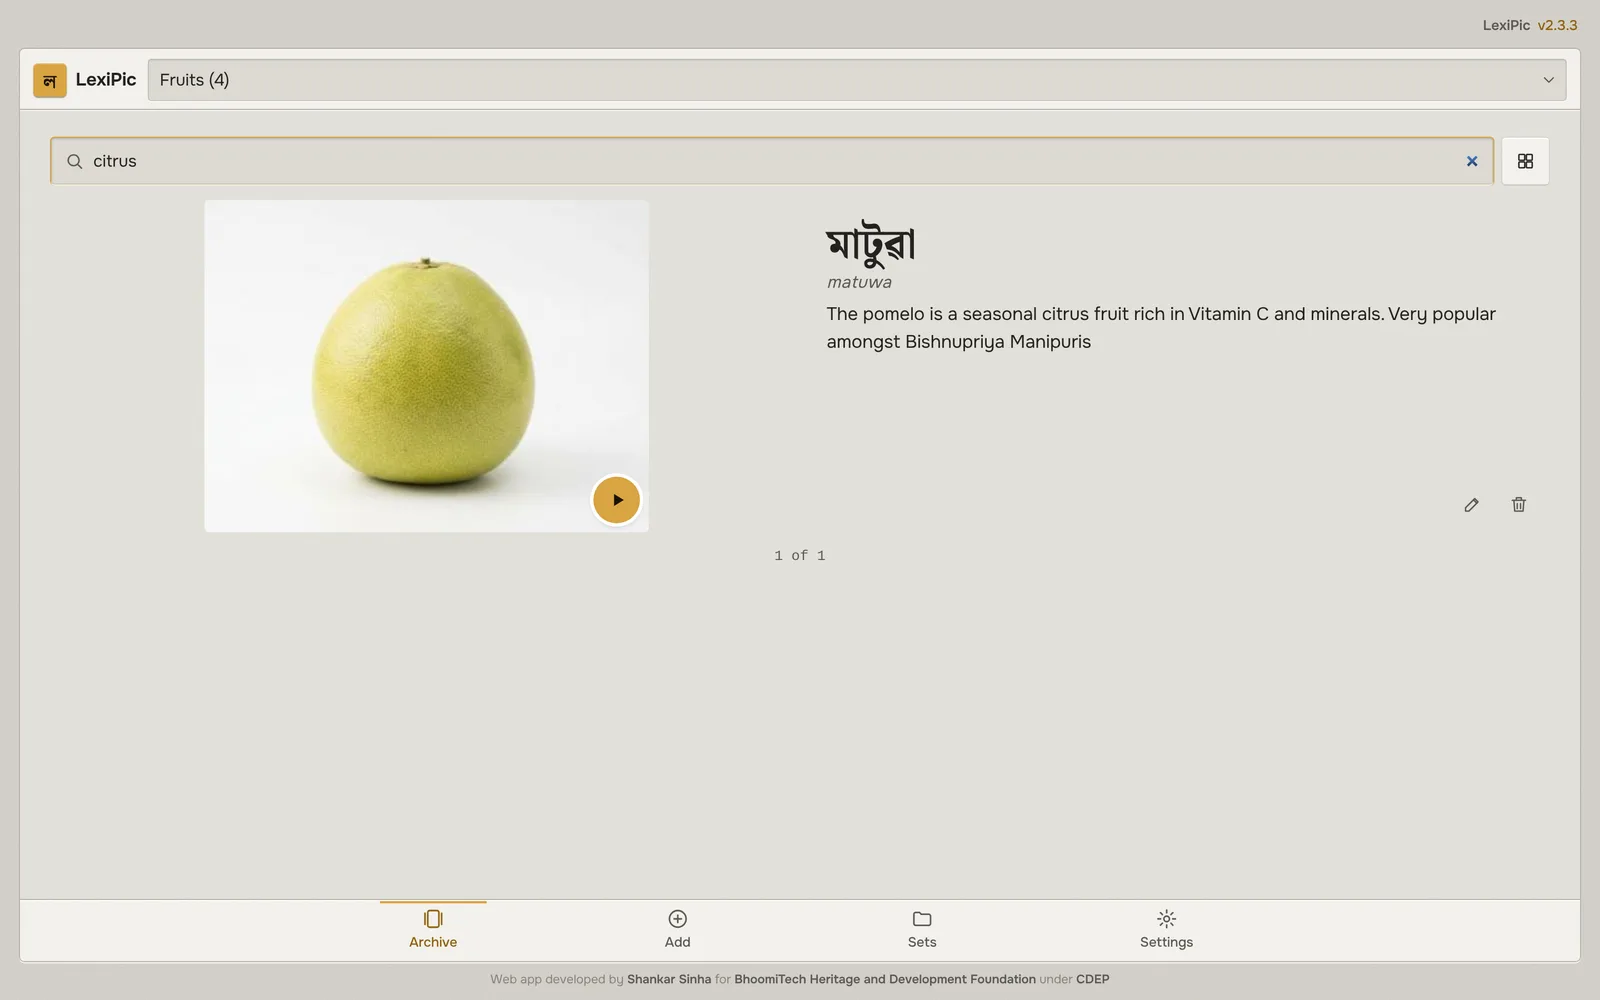 LexiPic v2.3.3
ল LexiPic
Fruits (4)
citrus
মাটুৱা
matuwa
The pomelo is a seasonal citrus fruit rich in Vitamin C and minerals. Very popular
amongst Bishnupriya Manipuris
1 of 1
Archive
Add
Sets
Settings
Web app developed by Shankar Sinha for BhoomiTech Heritage and Development Foundation under CDEP